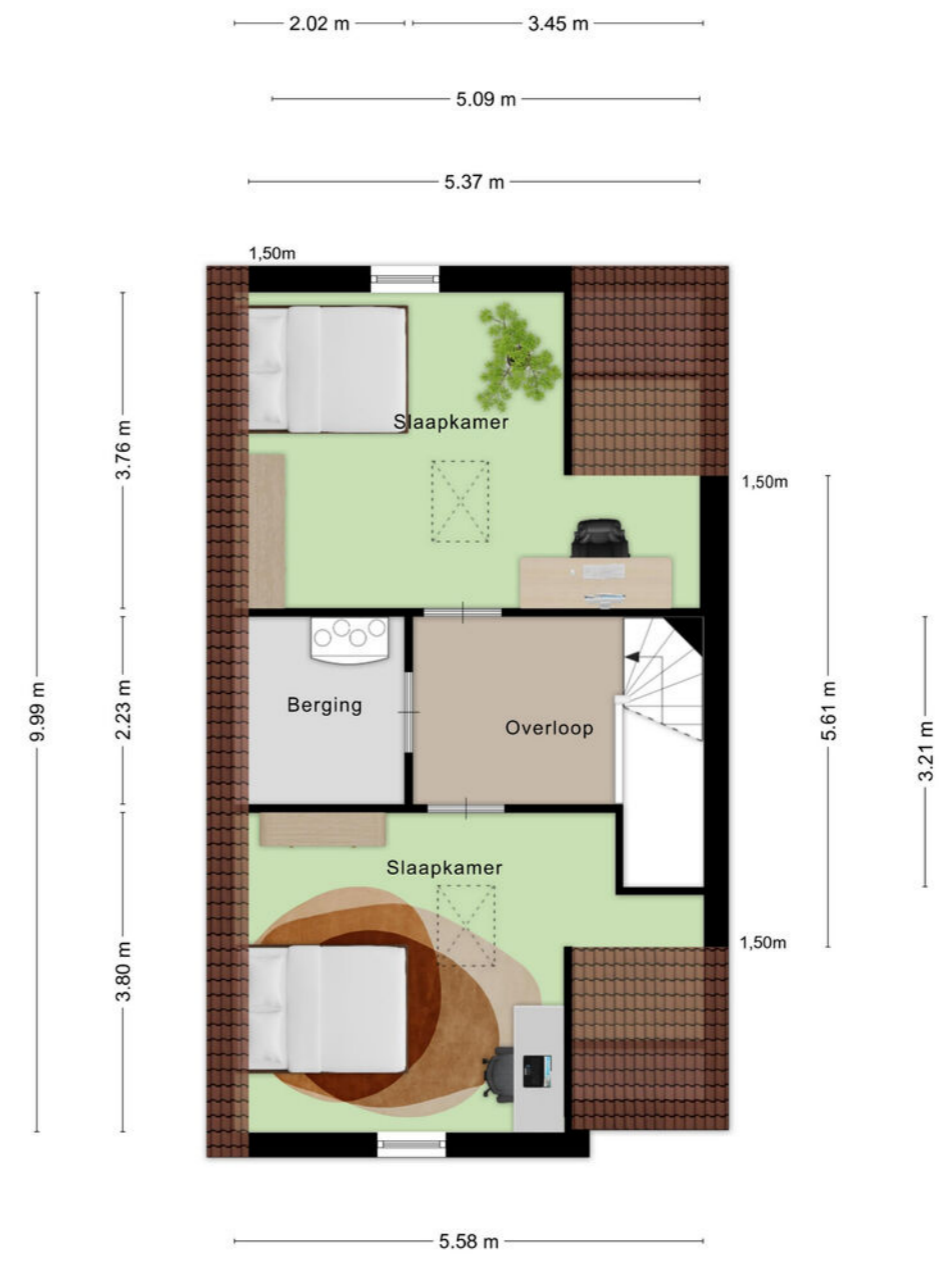 2.02 m
3.45 m
5.09 m
5.37 m
1,50m
Slaapkamer
3.76 m
1,50m
9.99 m
2.23 m
Berging
Overloop
5.61 m
3.21 m
Slaapkamer
3.80 m
1,50m
5.58 m